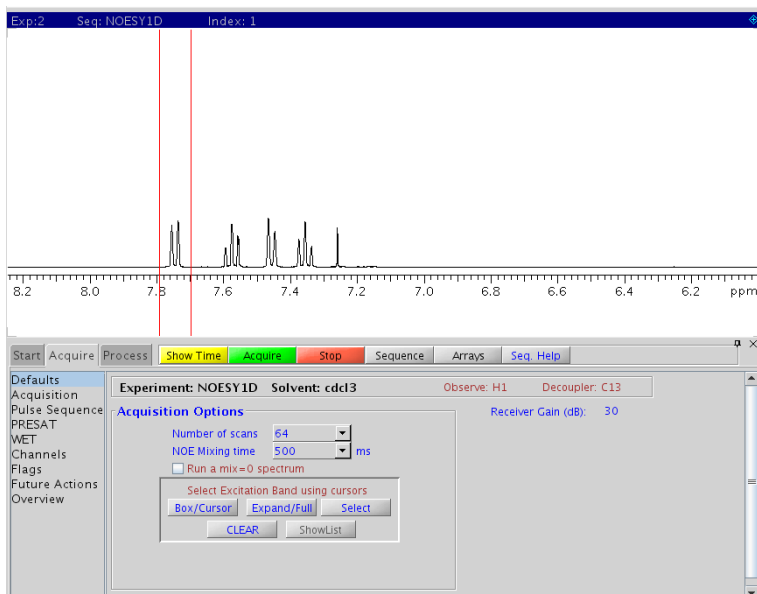 Exp:2 Seq: NOESY1D Index: 1
8.2 8.0 7.8 7.6 7.4 7.2 7.0 6.8 6.6 6.4 6.2 ppm
Start Acquire Process Show Time Acquire Stop Sequence Arrays Seq. Help
Defaults
Acquisition
Pulse Sequence
PRESAT
WET
Channels
Flags
Future Actions
Overview
Experiment: NOESY1D Solvent: cdcl3 Observe: H1 Decoupler: C13
Acquisition Options
Receiver Gain (dB): 30
Number of scans 64
NOE Mixing time 500 ms
Run a mix=0 spectrum
Select Excitation Band using cursors
Box/Cursor Expand/Full Select
CLEAR ShowList